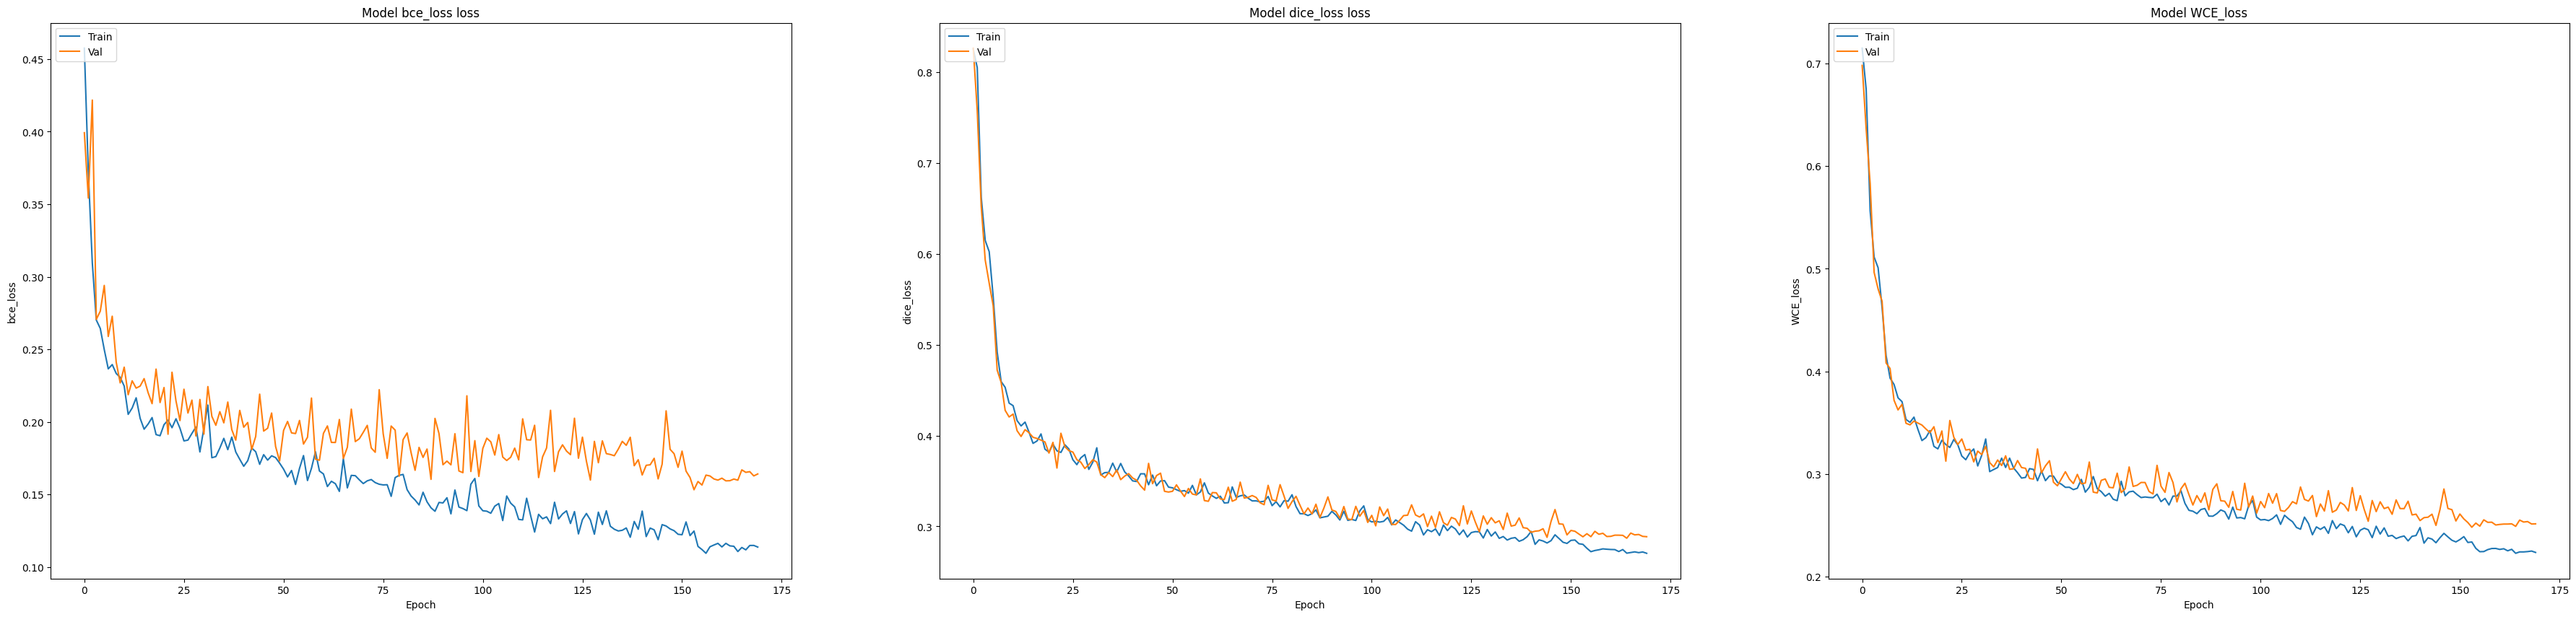 Model bce_loss loss
Train
Val
0.45
0.40
0.35
0.30
0.25
0.20
0.15
0.10
bce_loss
0 25 50 75 100 125 150 175
Epoch
Model dice_loss loss
Train
Val
0.8
0.7
0.6
0.5
0.4
0.3
dice_loss
0 25 50 75 100 125 150 175
Epoch
Model WCE_loss
Train
Val
0.7
0.6
0.5
0.4
0.3
0.2
WCE_loss
0 25 50 75 100 125 150 175
Epoch